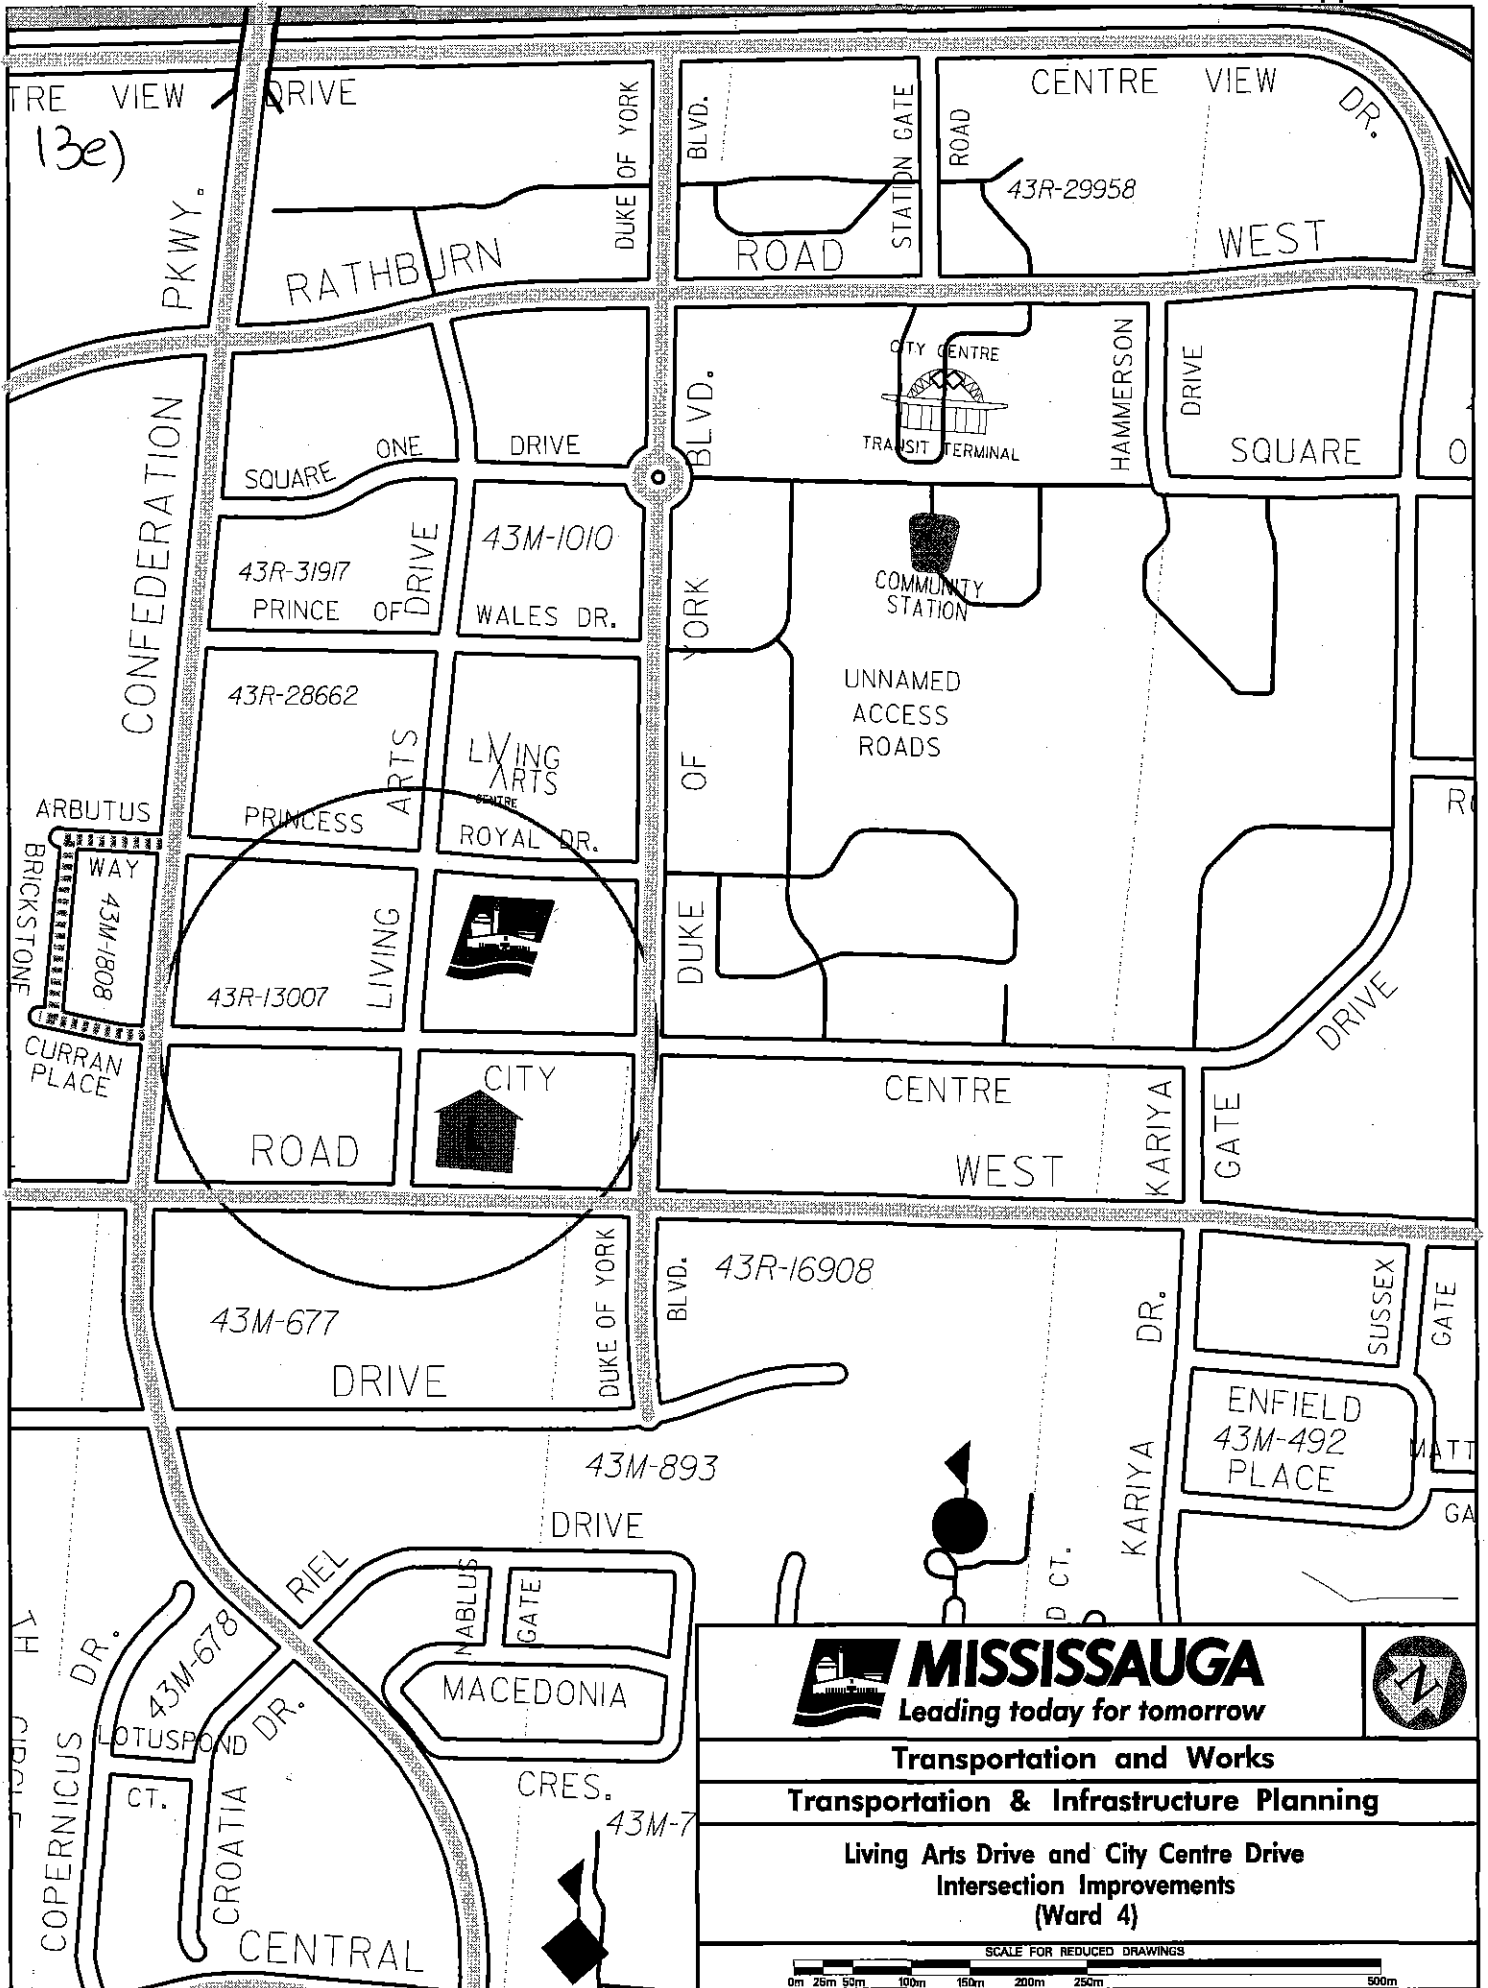 TRE VIEW DRIVE
13e)
DUKE OF YORK
BLVD.
STATION GATE
ROAD
CENTRE VIEW
DR.
43R-29958
PKWY.
RATHBURN
ROAD
WEST
CITY CENTRE
TRANSIT TERMINAL
HAMMERSON
DRIVE
SQUARE
O
SQUARE ONE DRIVE
BLVD.
CONFEDERATION
43M-1010
43R-31917
DRIVE
PRINCE OF
WALES DR.
COMMUNITY
STATION
YORK
43R-28662
UNNAMED
ACCESS
ROADS
ARTS
LIVING
ARTS
CENTRE
OF
ARBUTUS
PRINCESS
ROYAL DR.
WAY
BRICKSTONE
43M-1808
LIVING
43R-13007
DUKE
DRIVE
CURRAN
PLACE
CITY
CENTRE
KARIYA
GATE
ROAD
WEST
DUKE OF YORK
BLVD.
43R-16908
43M-677
DRIVE
DR.
SUSSEX
GATE
ENFIELD
43M-492
PLACE
MATT
GA
43M-893
KARIYA
DRIVE
RIEL
NABLUS
GATE
D CT.
TH
DR.
43M-678
MACEDONIA
LOTUSPOND
DR.
CT.
CRES.
43M-7
COPERNICUS
CROATIA
CENTRAL
MISSISSAUGA
Leading today for tomorrow
N
Transportation and Works
Transportation & Infrastructure Planning
Living Arts Drive and City Centre Drive
Intersection Improvements
(Ward 4)
SCALE FOR REDUCED DRAWINGS
0m 25m 50m 100m 150m 200m 250m 500m